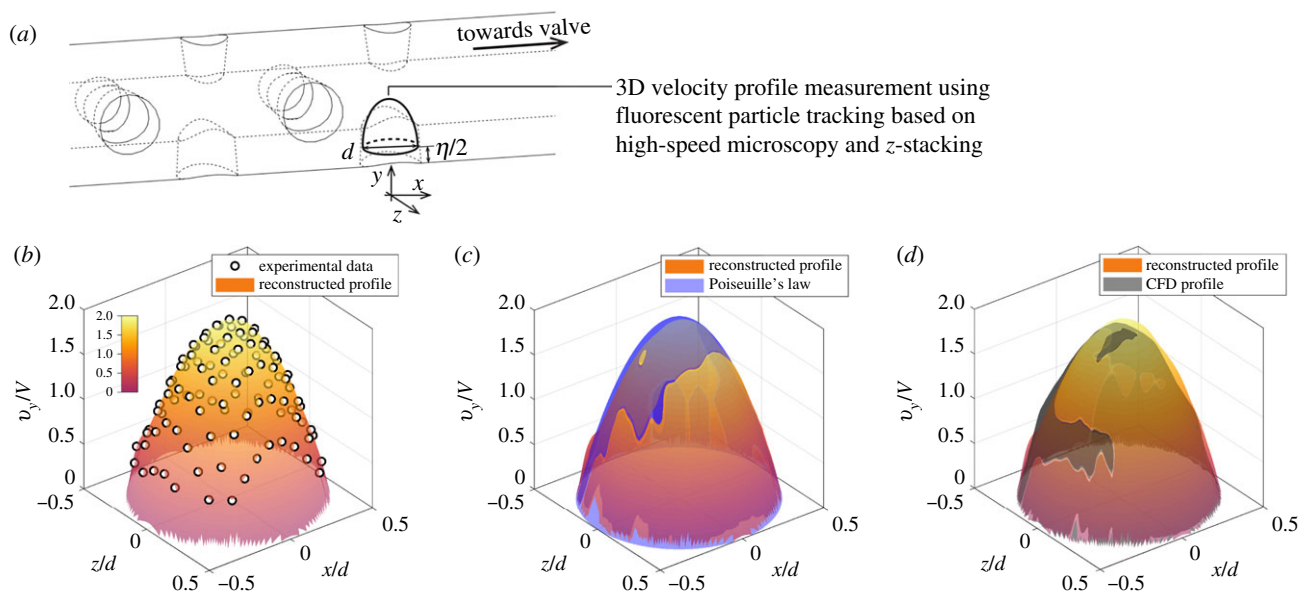 (a)
towards valve
3D velocity profile measurement using
fluorescent particle tracking based on
high-speed microscopy and z-stacking
d
η/2
y
x
z
(b)
experimental data
reconstructed profile
2.0
1.5
1.0
0.5
0
2.0
1.5
1.0
0.5
0
υy/V
−0.5
0
0.5
z/d
−0.5
0
0.5
x/d
(c)
reconstructed profile
Poiseuille’s law
2.0
1.5
1.0
0.5
0
υy/V
−0.5
0
0.5
z/d
−0.5
0
0.5
x/d
(d)
reconstructed profile
CFD profile
2.0
1.5
1.0
0.5
0
υy/V
−0.5
0
0.5
z/d
−0.5
0
0.5
x/d